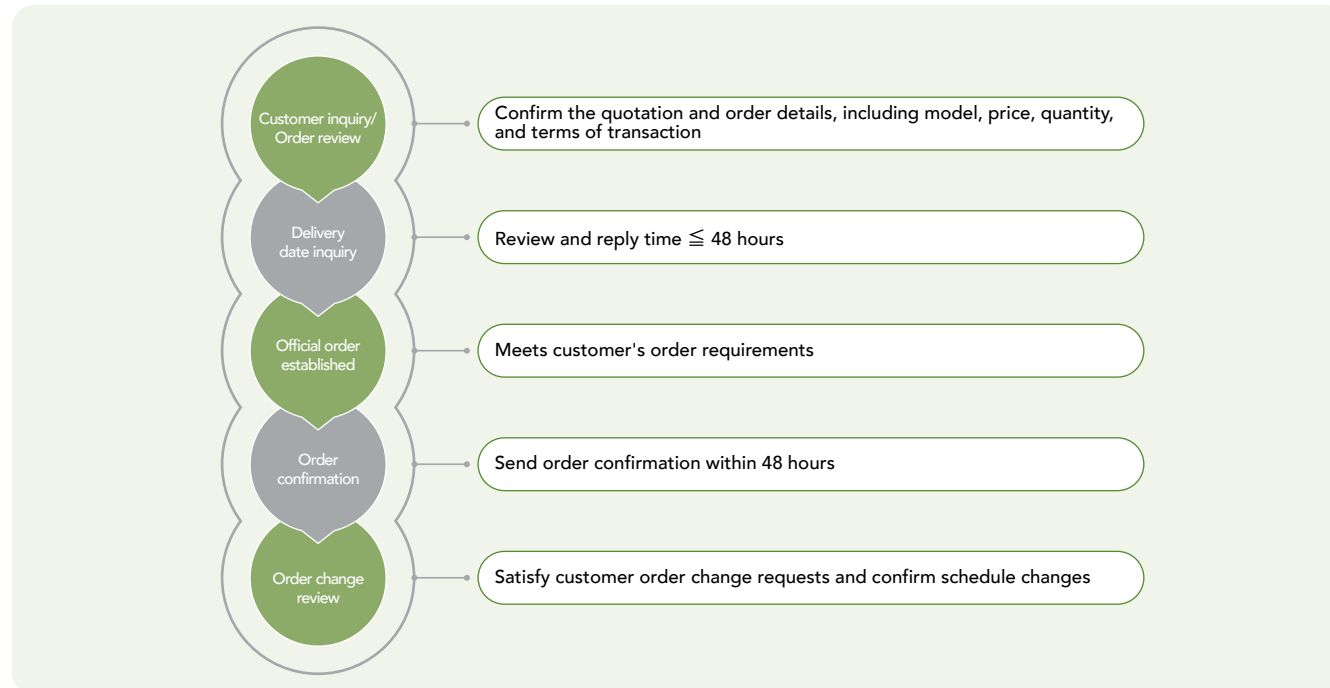 Customer inquiry/
Order review
Confirm the quotation and order details, including model, price, quantity,
and terms of transaction
Delivery
date inquiry
Review and reply time ≦ 48 hours
Official order
established
Meets customer's order requirements
Order
confirmation
Send order confirmation within 48 hours
Order change
review
Satisfy customer order change requests and confirm schedule changes